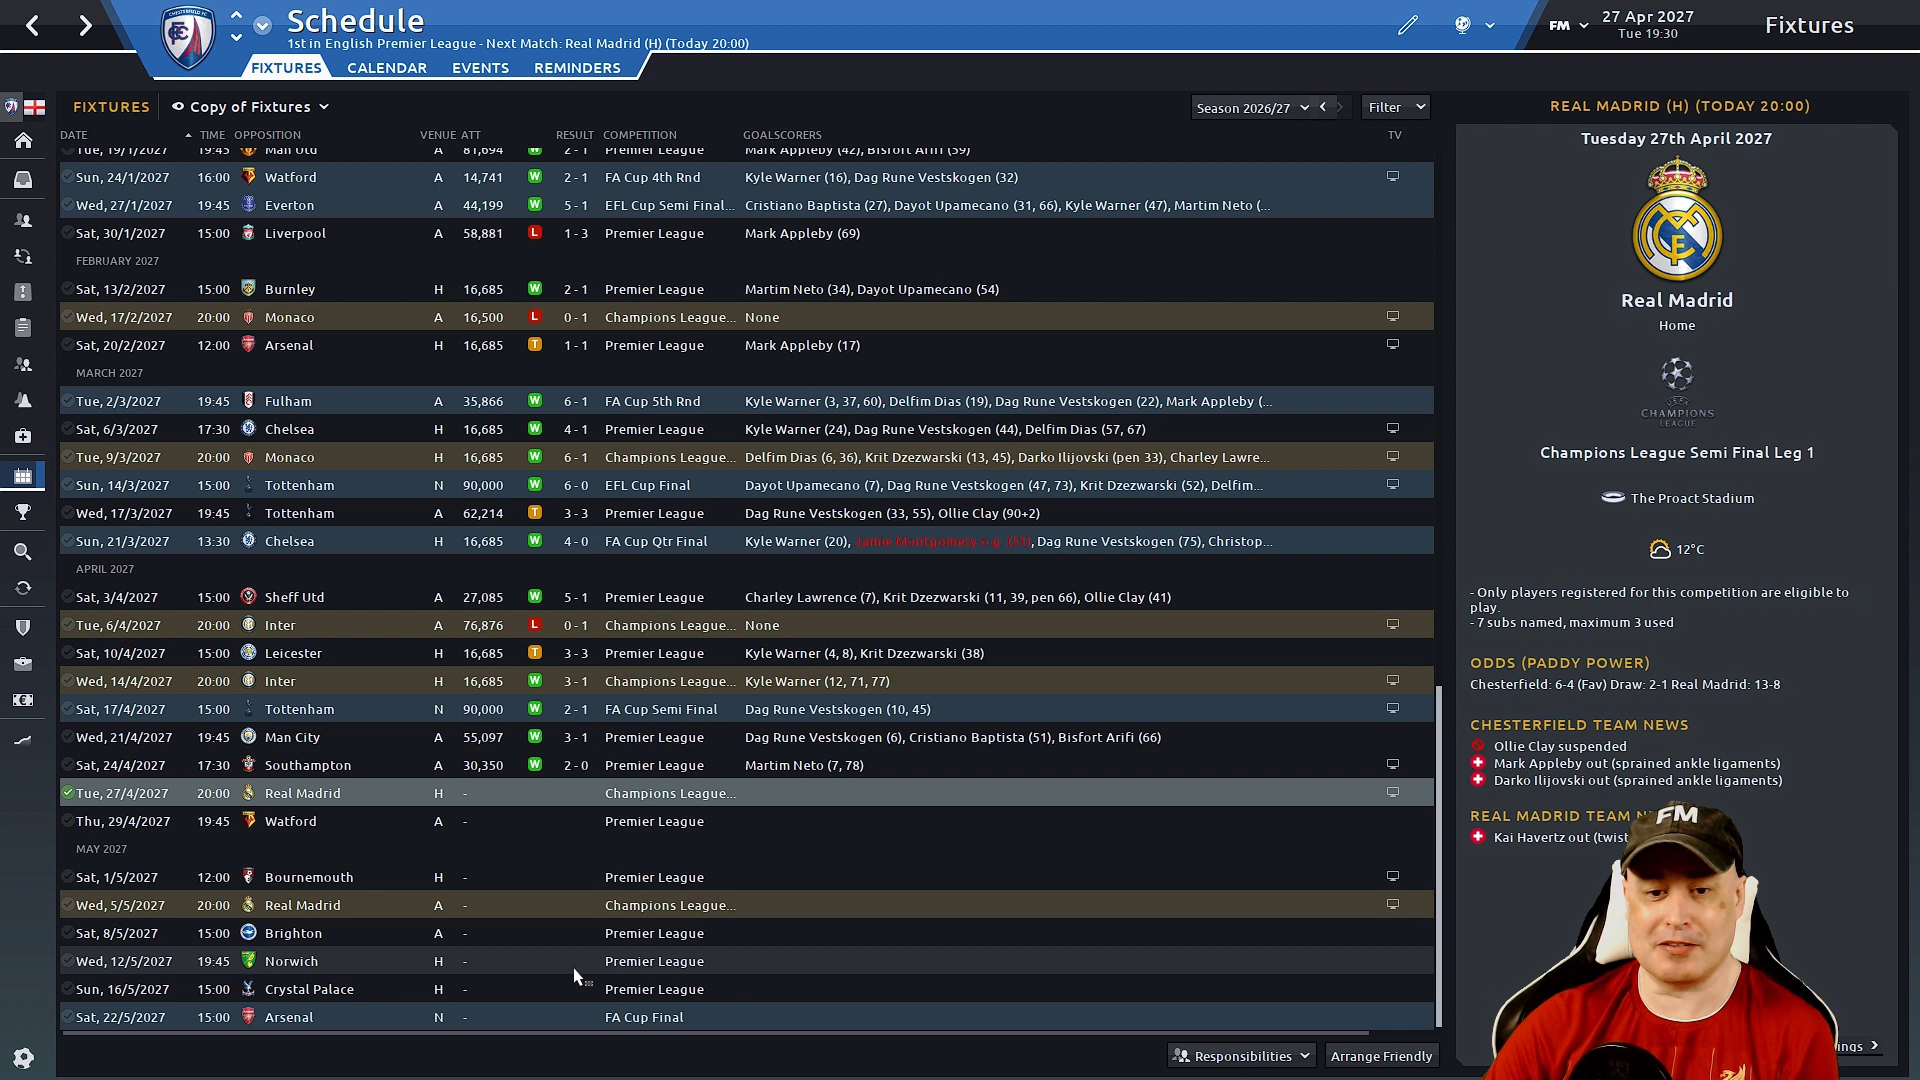 Schedule
1st in English Premier League - Next Match: Real Madrid (H) (Today 20:00)
FIXTURES CALENDAR EVENTS REMINDERS
FM 27 Apr 2027
Tue 19:30
Fixtures
FIXTURES Copy of Fixtures Season 2026/27 Filter
DATE TIME OPPOSITION VENUE ATT RESULT COMPETITION GOALSCORERS TV
Tue, 19/1/2027 19:45 Man Utd A 81,694 W 2 - 1 Premier League Mark Appleby (42), Bisfort Arifi (59)
Sun, 24/1/2027 16:00 Watford A 14,741 W 2 - 1 FA Cup 4th Rnd Kyle Warner (16), Dag Rune Vestskogen (32)
Wed, 27/1/2027 19:45 Everton A 44,199 W 5 - 1 EFL Cup Semi Final... Cristiano Baptista (27), Dayot Upamecano (31, 66), Kyle Warner (47), Martim Neto (...
Sat, 30/1/2027 15:00 Liverpool A 58,881 L 1 - 3 Premier League Mark Appleby (69)
FEBRUARY 2027
Sat, 13/2/2027 15:00 Burnley H 16,685 W 2 - 1 Premier League Martim Neto (34), Dayot Upamecano (54)
Wed, 17/2/2027 20:00 Monaco A 16,500 L 0 - 1 Champions League... None
Sat, 20/2/2027 12:00 Arsenal H 16,685 T 1 - 1 Premier League Mark Appleby (17)
MARCH 2027
Tue, 2/3/2027 19:45 Fulham A 35,866 W 6 - 1 FA Cup 5th Rnd Kyle Warner (3, 37, 60), Delfim Dias (19), Dag Rune Vestskogen (22), Mark Appleby (...
Sat, 6/3/2027 17:30 Chelsea H 16,685 W 4 - 1 Premier League Kyle Warner (24), Dag Rune Vestskogen (44), Delfim Dias (57, 67)
Tue, 9/3/2027 20:00 Monaco H 16,685 W 6 - 1 Champions League... Delfim Dias (6, 36), Krit Dzezwarski (13, 45), Darko Ilijovski (pen 33), Charley Lawre...
Sun, 14/3/2027 15:00 Tottenham N 90,000 W 6 - 0 EFL Cup Final Dayot Upamecano (7), Dag Rune Vestskogen (47, 73), Krit Dzezwarski (52), Delfim...
Wed, 17/3/2027 19:45 Tottenham A 62,214 T 3 - 3 Premier League Dag Rune Vestskogen (33, 55), Ollie Clay (90+2)
Sun, 21/3/2027 13:30 Chelsea H 16,685 W 4 - 0 FA Cup Qtr Final Kyle Warner (20), Jamie Montgomery o.g. (51), Dag Rune Vestskogen (75), Christop...
APRIL 2027
Sat, 3/4/2027 15:00 Sheff Utd A 27,085 W 5 - 1 Premier League Charley Lawrence (7), Krit Dzezwarski (11, 39, pen 66), Ollie Clay (41)
Tue, 6/4/2027 20:00 Inter A 76,876 L 0 - 1 Champions League... None
Sat, 10/4/2027 15:00 Leicester H 16,685 T 3 - 3 Premier League Kyle Warner (4, 8), Krit Dzezwarski (38)
Wed, 14/4/2027 20:00 Inter H 16,685 W 3 - 1 Champions League... Kyle Warner (12, 71, 77)
Sat, 17/4/2027 15:00 Tottenham N 90,000 W 2 - 1 FA Cup Semi Final Dag Rune Vestskogen (10, 45)
Wed, 21/4/2027 19:45 Man City A 55,097 W 3 - 1 Premier League Dag Rune Vestskogen (6), Cristiano Baptista (51), Bisfort Arifi (66)
Sat, 24/4/2027 17:30 Southampton A 30,350 W 2 - 0 Premier League Martim Neto (7, 78)
Tue, 27/4/2027 20:00 Real Madrid H - Champions League...
Thu, 29/4/2027 19:45 Watford A - Premier League
MAY 2027
Sat, 1/5/2027 12:00 Bournemouth H - Premier League
Wed, 5/5/2027 20:00 Real Madrid A - Champions League...
Sat, 8/5/2027 15:00 Brighton A - Premier League
Wed, 12/5/2027 19:45 Norwich H - Premier League
Sun, 16/5/2027 15:00 Crystal Palace H - Premier League
Sat, 22/5/2027 15:00 Arsenal N - FA Cup Final
Responsibilities Arrange Friendly
REAL MADRID (H) (TODAY 20:00)
Tuesday 27th April 2027
Real Madrid
Home
CHAMPIONS
LEAGUE
Champions League Semi Final Leg 1
The Proact Stadium
12°C
- Only players registered for this competition are eligible to
play.
- 7 subs named, maximum 3 used
ODDS (PADDY POWER)
Chesterfield: 6-4 (Fav) Draw: 2-1 Real Madrid: 13-8
CHESTERFIELD TEAM NEWS
Ollie Clay suspended
Mark Appleby out (sprained ankle ligaments)
Darko Ilijovski out (sprained ankle ligaments)
REAL MADRID TEAM N
Kai Havertz out (twist
FM
ings